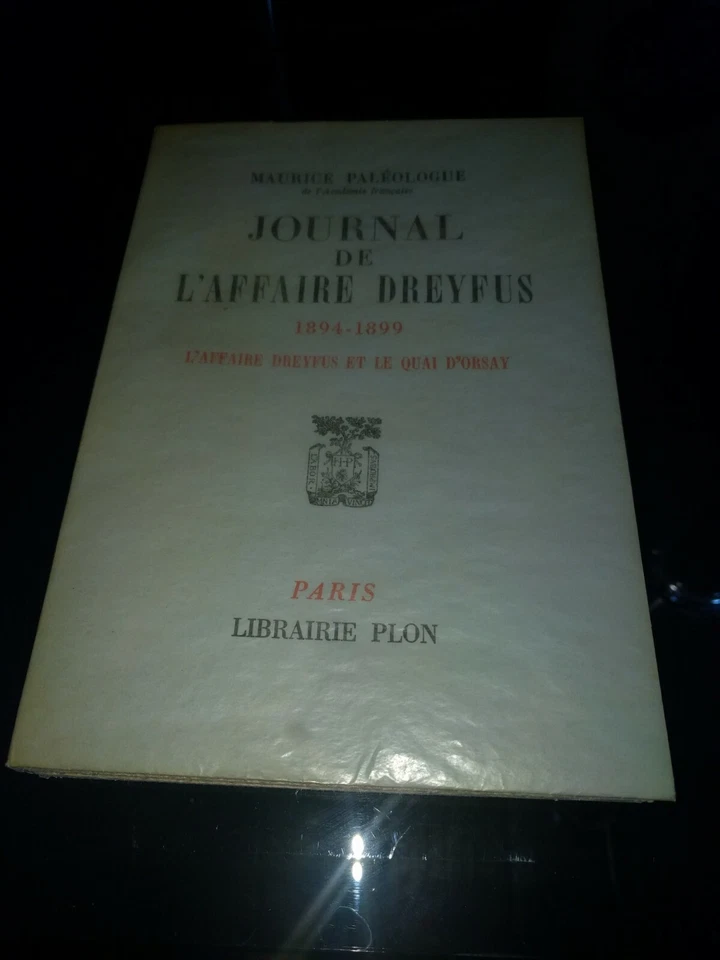 MAURICE PALÉOLOGUE
de l'Académie française
JOURNAL
DE
L'AFFAIRE DREYFUS
1894-1899
L'AFFAIRE DREYFUS ET LE QUAI D'ORSAY
PARIS
LIBRAIRIE PLON